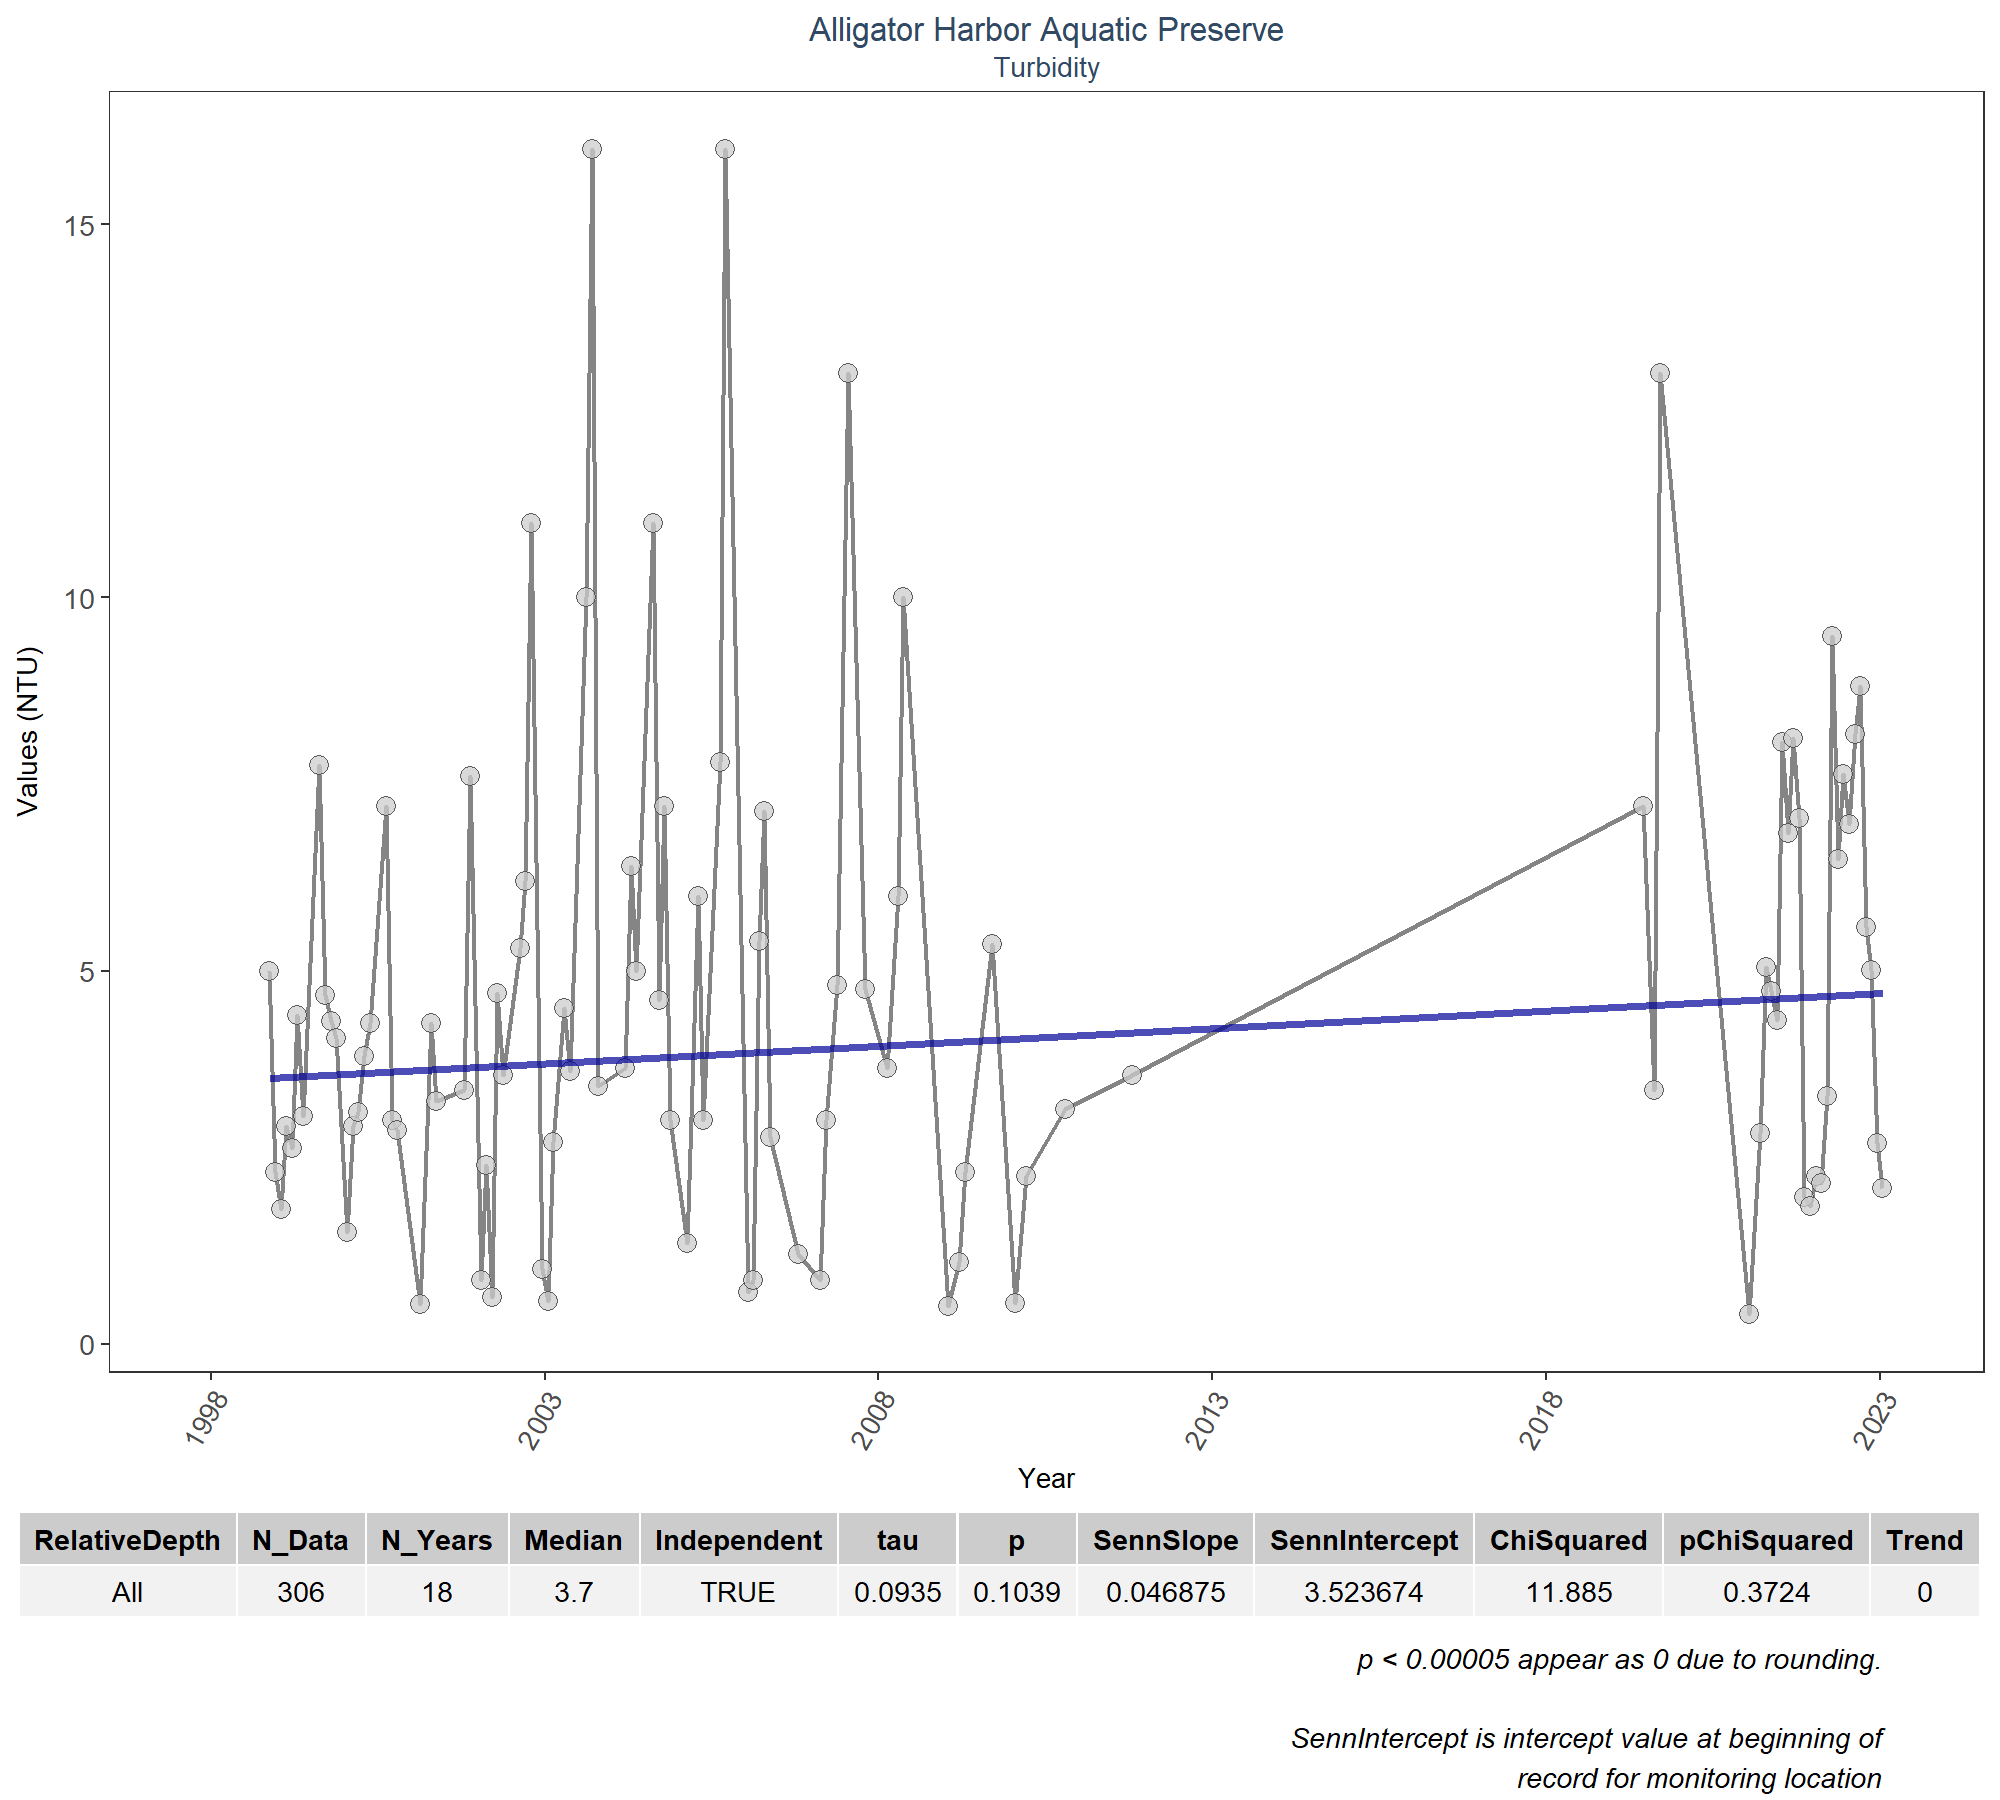 Alligator Harbor Aquatic Preserve
Turbidity
Values (NTU)
15
10
5
0
1998
2003
2008
2013
2018
2023
Year
RelativeDepth N_Data N_Years Median Independent tau p SennSlope SennIntercept ChiSquared pChiSquared Trend
All 306 18 3.7 TRUE 0.0935 0.1039 0.046875 3.523674 11.885 0.3724 0
p < 0.00005 appear as 0 due to rounding.
SennIntercept is intercept value at beginning of
record for monitoring location